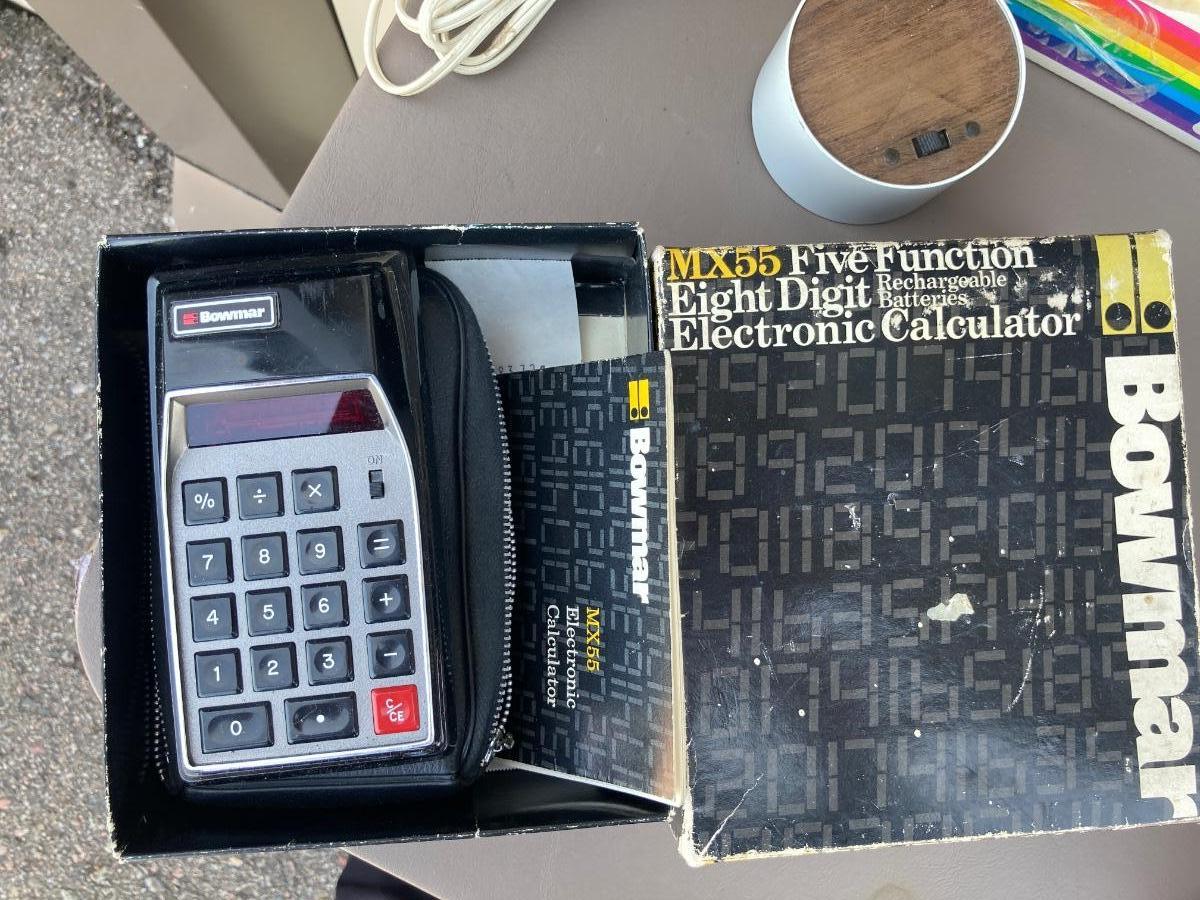 Bowmar
ON
% ÷ ×
7 8 9 =
4 5 6 +
1 2 3 −
0 . C/CE
Bowmar
MX55
Electronic
Calculator
MX55 Five Function
Eight Digit Rechargeable
Batteries
Electronic Calculator
Bowmar